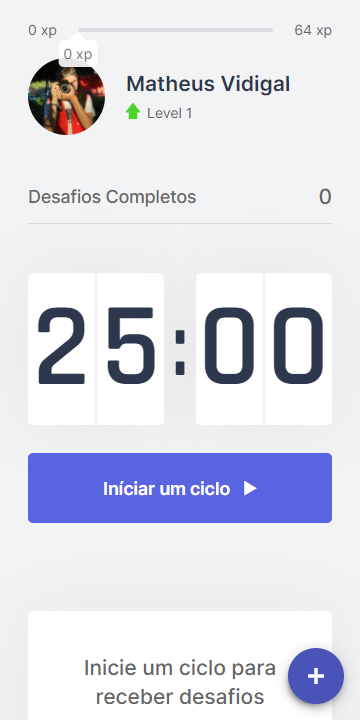 0 xp
64 xp
0 xp
Matheus Vidigal
Level 1
Desafios Completos
0
25:00
Iníciar um ciclo
Inicie um ciclo para
receber desafios
+